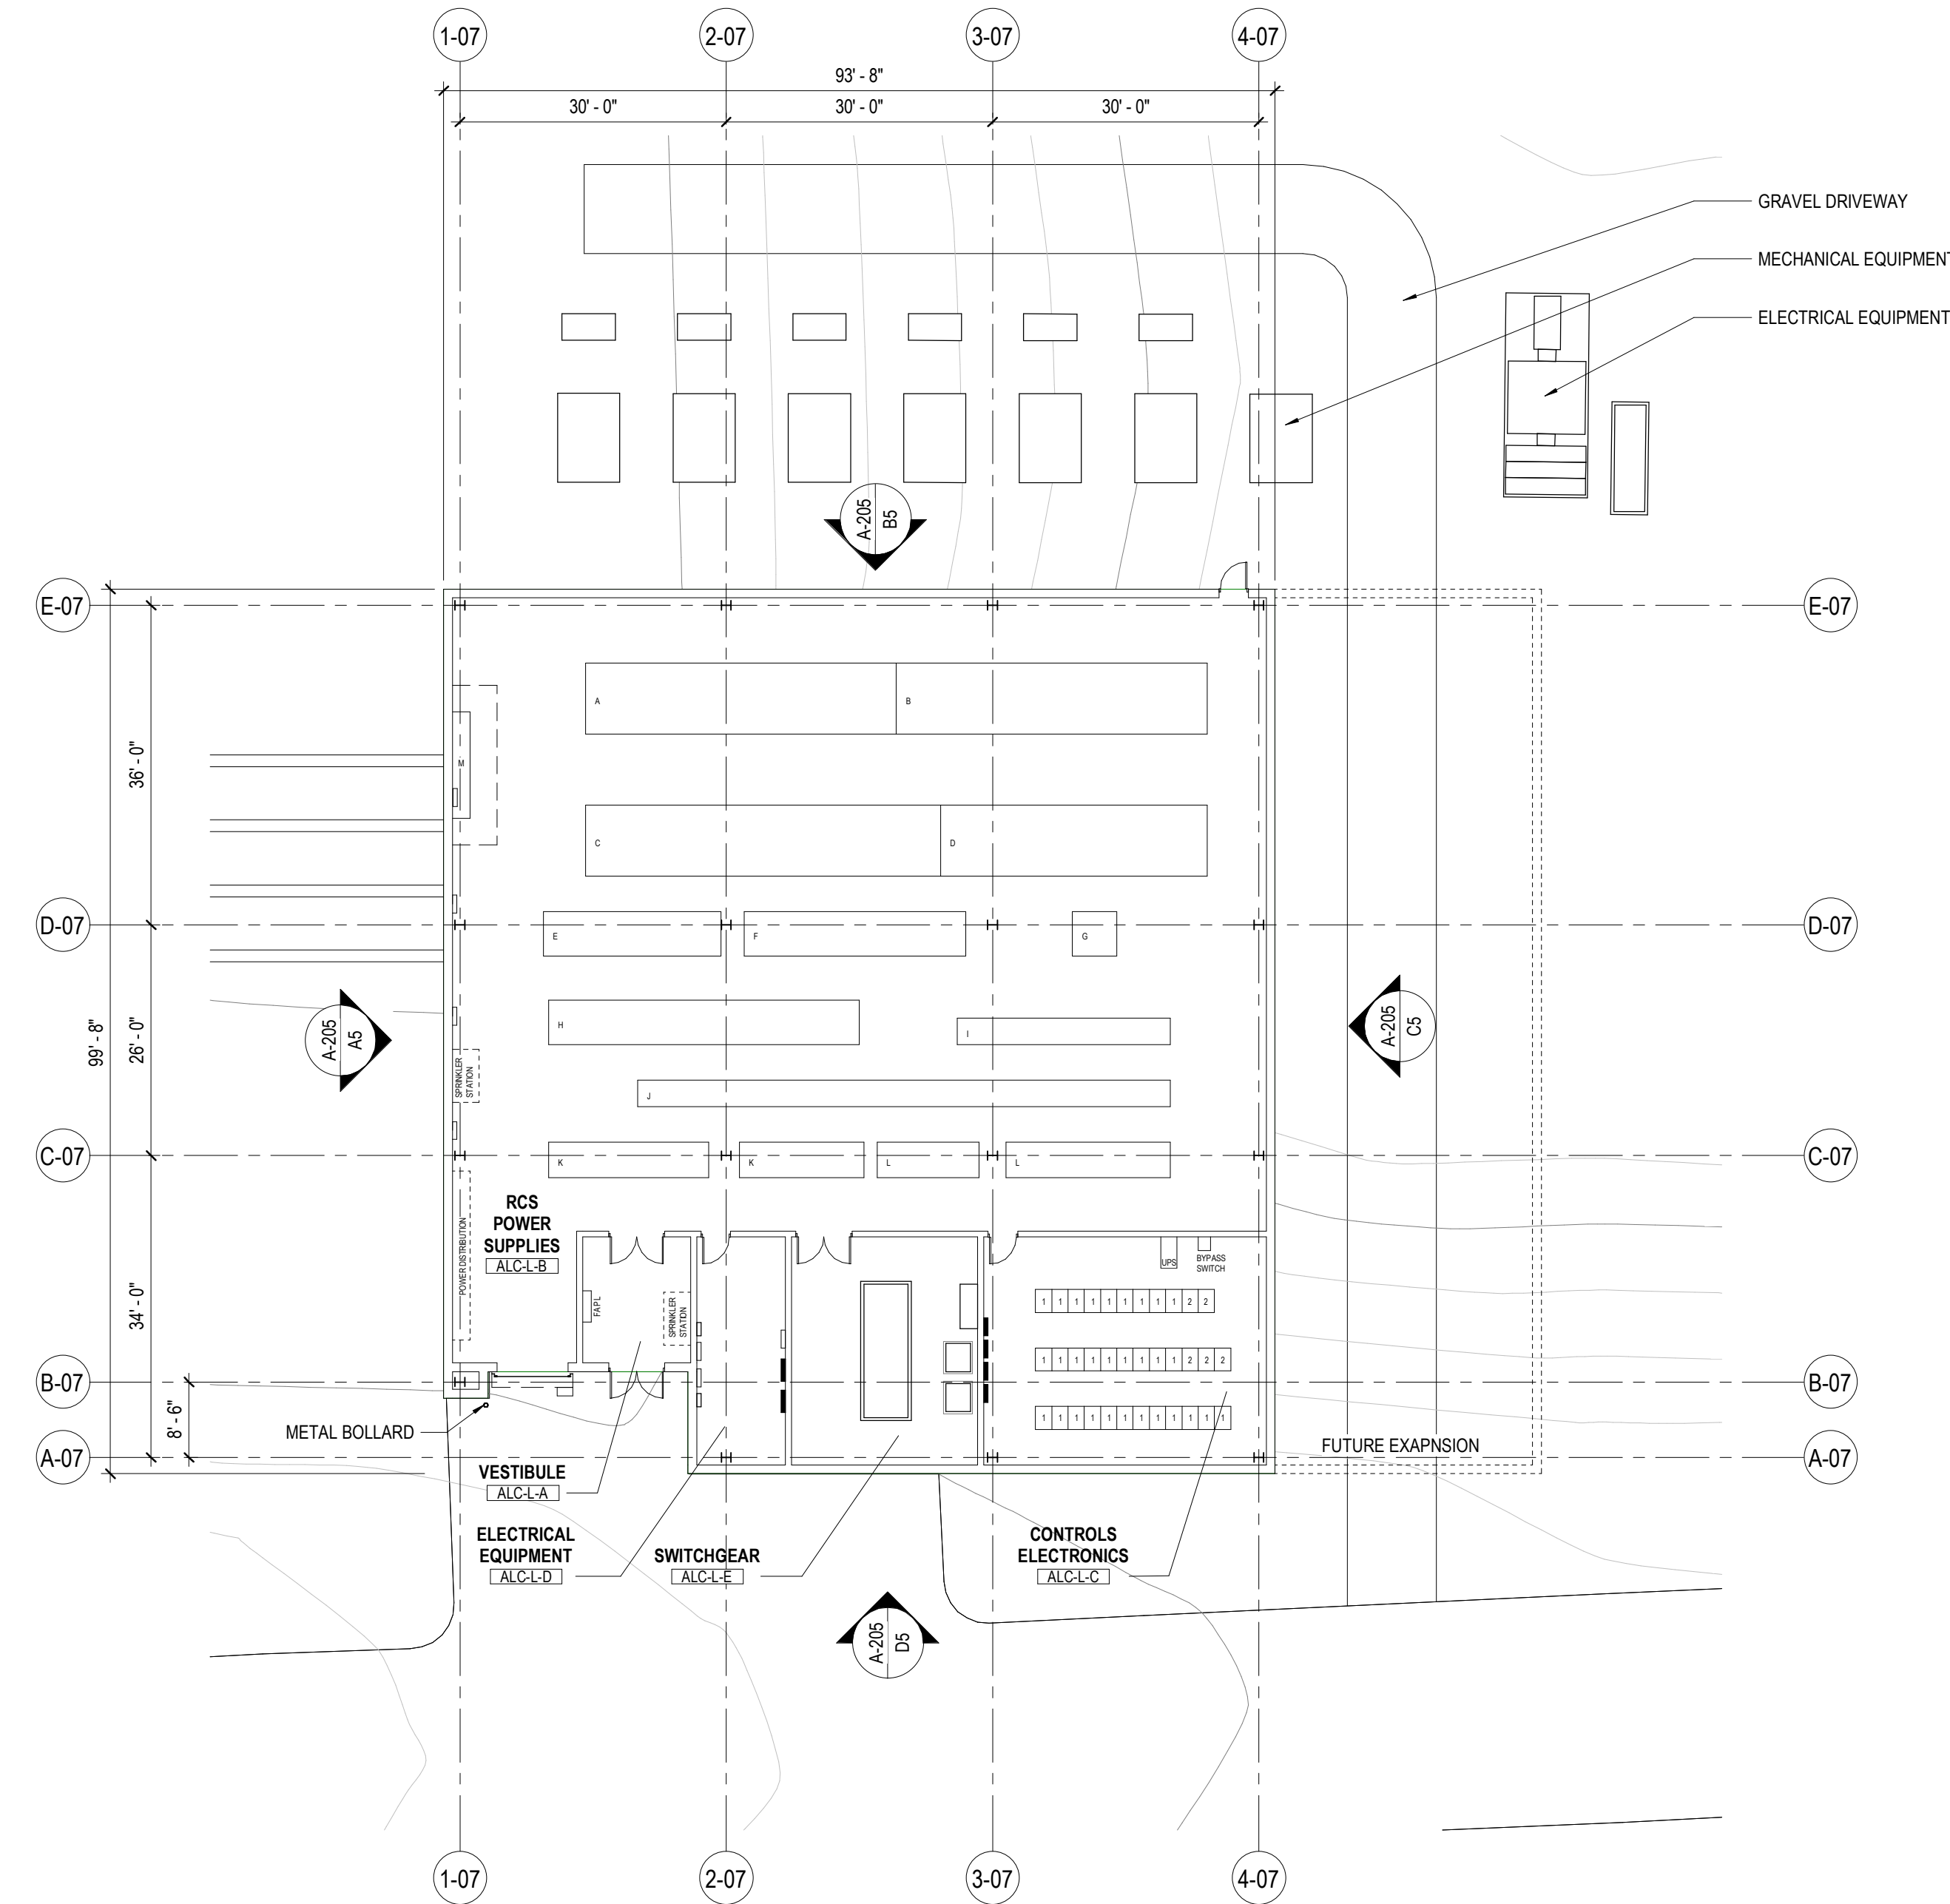 1-07
2-07
3-07
4-07
93' - 8"
30' - 0"
30' - 0"
30' - 0"
GRAVEL DRIVEWAY
MECHANICAL EQUIPMENT
ELECTRICAL EQUIPMENT
A-205
B5
E-07
E-07
A
B
36' - 0"
M
C
D
D-07
D-07
E
F
G
99' - 8"
26' - 0"
A-205
A5
H
I
A-205
C5
SPRINKLER
STATION
J
C-07
C-07
K
K
L
L
RCS
POWER
SUPPLIES
ALC-L-B
POWER DISTRIBUTION
UPS
BYPASS
SWITCH
34' - 0"
FAPL
SPRINKLER
STATION
1 1 1 1 1 1 1 1 1 2 2
1 1 1 1 1 1 1 1 1 2 2 2
1 1 1 1 1 1 1 1 1 1 1 1
B-07
B-07
8' - 6"
METAL BOLLARD
FUTURE EXAPNSION
A-07
A-07
VESTIBULE
ALC-L-A
ELECTRICAL
EQUIPMENT
ALC-L-D
SWITCHGEAR
ALC-L-E
CONTROLS
ELECTRONICS
ALC-L-C
A-205
D5
1-07
2-07
3-07
4-07